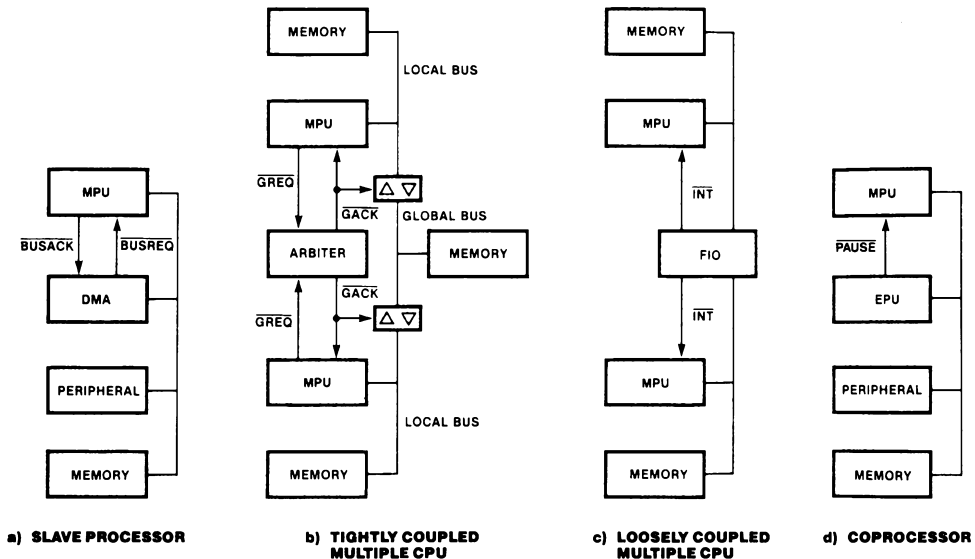 MPU
BUSACK
BUSREQ
DMA
PERIPHERAL
MEMORY
a) SLAVE PROCESSOR
MEMORY
LOCAL BUS
MPU
GREQ
GACK
GLOBAL BUS
ARBITER
MEMORY
GACK
GREQ
MPU
LOCAL BUS
MEMORY
b) TIGHTLY COUPLED
MULTIPLE CPU
MEMORY
MPU
INT
FIO
INT
MPU
MEMORY
c) LOOSELY COUPLED
MULTIPLE CPU
MPU
PAUSE
EPU
PERIPHERAL
MEMORY
d) COPROCESSOR